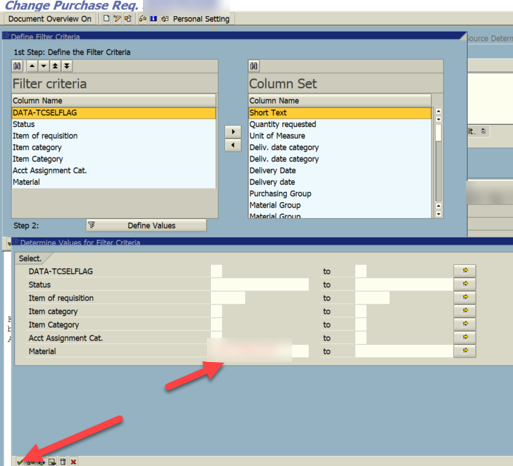 Change Purchase Req.
Document Overview On
Personal Setting
Define Filter Criteria
Source Determ
1st Step: Define the Filter Criteria
Filter criteria
Column Set
Column Name
Column Name
DATA-TCSELFLAG
Short Text
Status
Quantity requested
Item of requisition
Unit of Measure
Item category
Deliv. date category
Item Category
Deliv. date category
Acct Assignment Cat.
Delivery Date
Material
Delivery date
Purchasing Group
Material Group
Material Group
Step 2:
Define Values
Determine Values for Filter Criteria
Select.
DATA-TCSELFLAG to
Status to
Item of requisition to
Item category to
Item Category to
Acct Assignment Cat. to
Material to